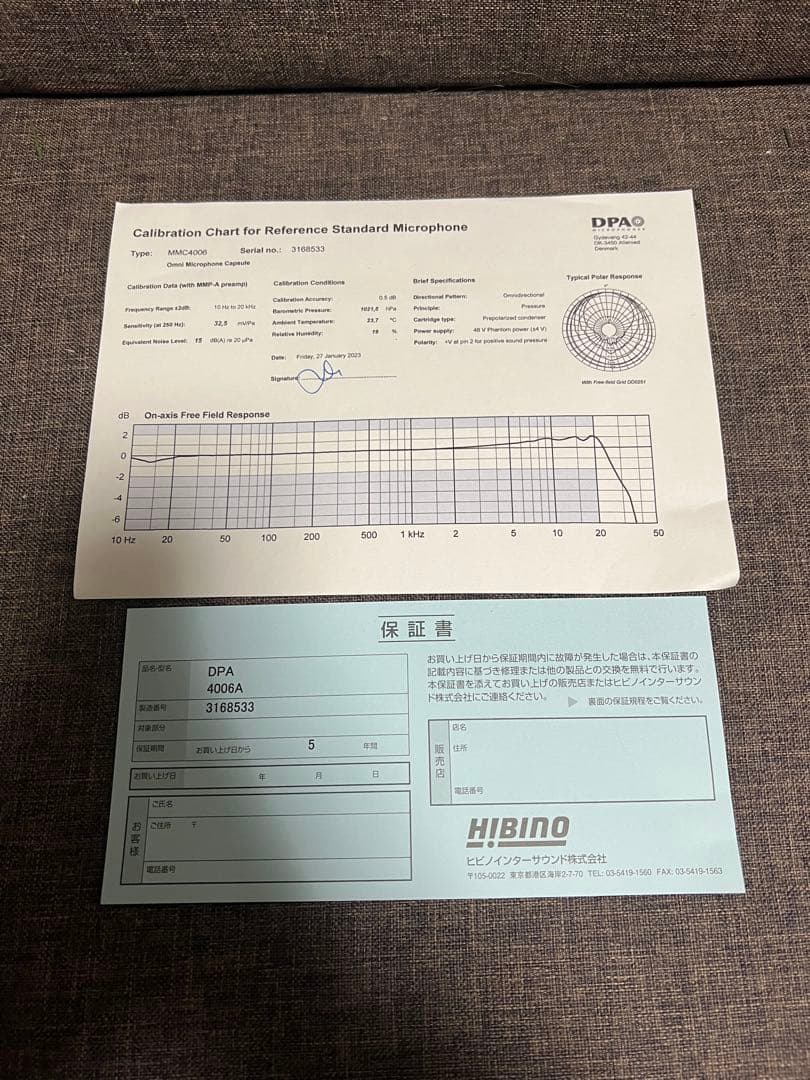 Calibration Chart for Reference Standard Microphone
DPA
MICROPHONES
Gydevang 42-44
DK-3450 Allerød
Denmark
Type: MMC4006 Serial no.: 3168533
Omni Microphone Capsule
Calibration Data (with MMP-A preamp)
Frequency Range ±2dB: 10 Hz to 20 kHz
Sensitivity (at 250 Hz): 32,5 mV/Pa
Equivalent Noise Level: 15 dB(A) re 20 µPa
Calibration Conditions
Calibration Accuracy: 0.5 dB
Barometric Pressure: 1021,8 hPa
Ambient Temperature: 23,7 °C
Relative Humidity: 19 %
Date: Friday, 27 January 2023
Signature
Brief Specifications
Directional Pattern: Omnidirectional
Principle: Pressure
Cartridge type: Prepolarized condenser
Power supply: 48 V Phantom power (±4 V)
Polarity: +V at pin 2 for positive sound pressure
Typical Polar Response
With Free-field Grid DD0251
dB On-axis Free Field Response
2
0
-2
-4
-6
10 Hz 20 50 100 200 500 1 kHz 2 5 10 20 50
保証書
品名・型名 DPA
4006A
製造番号 3168533
対象部分
保証期間 お買い上げ日から 5 年間
お買い上げ日 年 月 日
お客様
ご氏名
ご住所 〒
電話番号
お買い上げ日から保証期間内に故障が発生した場合は、本保証書の
記載内容に基づき修理または他の製品との交換を無料で行います。
本保証書を添えてお買い上げの販売店またはヒビノインターサウン
ド株式会社にご連絡ください。 ▶ 裏面の保証規程をご覧ください。
販売店
店名
住所
電話番号
HIBINO
ヒビノインターサウンド株式会社
〒105-0022 東京都港区海岸2-7-70 TEL: 03-5419-1560 FAX: 03-5419-1563